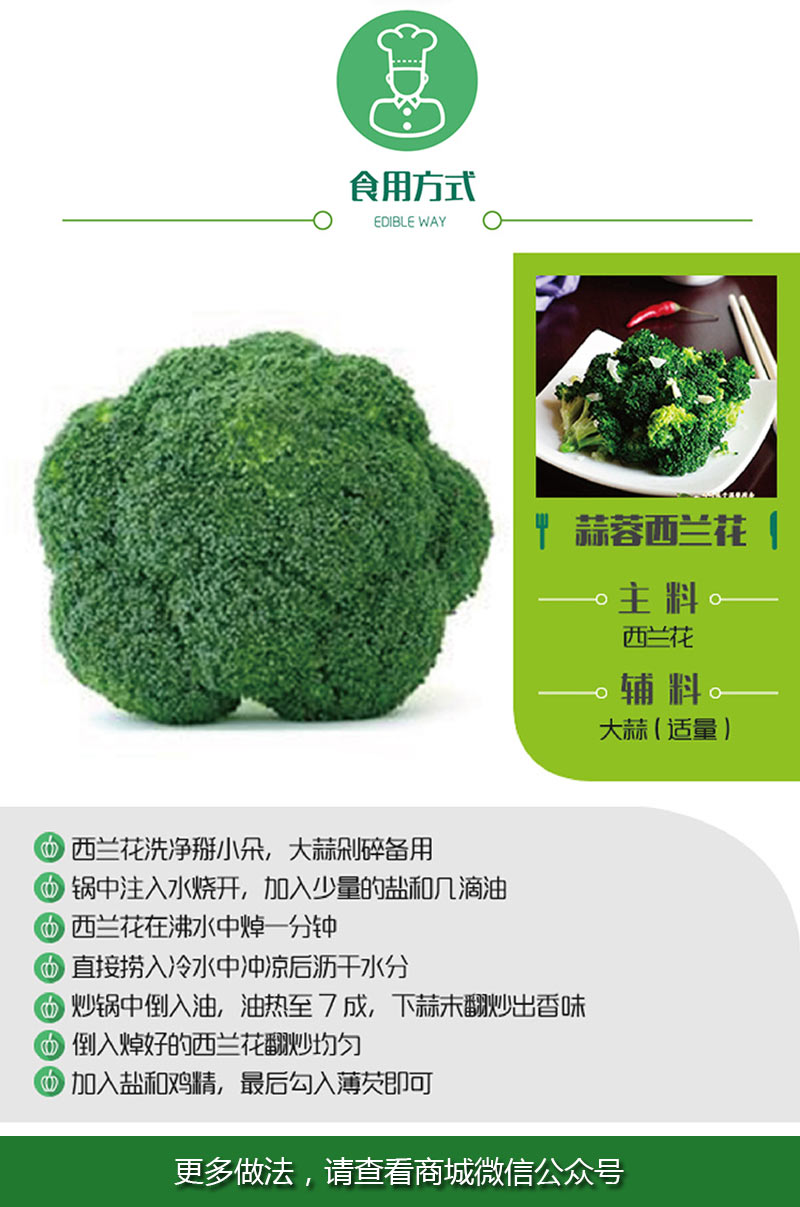 食用方式
EDIBLE WAY
蒜蓉西兰花
主料
西兰花
辅料
大蒜(适量)
西兰花洗净掰小朵，大蒜剁碎备用
锅中注入水烧开，加入少量的盐和几滴油
西兰花在沸水中焯一分钟
直接捞入冷水中冲凉后沥干水分
炒锅中倒入油，油热至7成，下蒜末翻炒出香味
倒入焯好的西兰花翻炒均匀
加入盐和鸡精，最后勾入薄芡即可
更多做法，请查看商城微信公众号